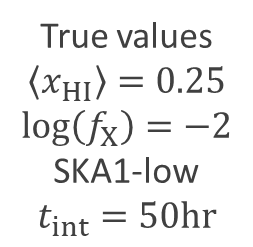 True values
⟨x_HI⟩ = 0.25
log(f_X) = −2
SKA1-low
t_int = 50hr